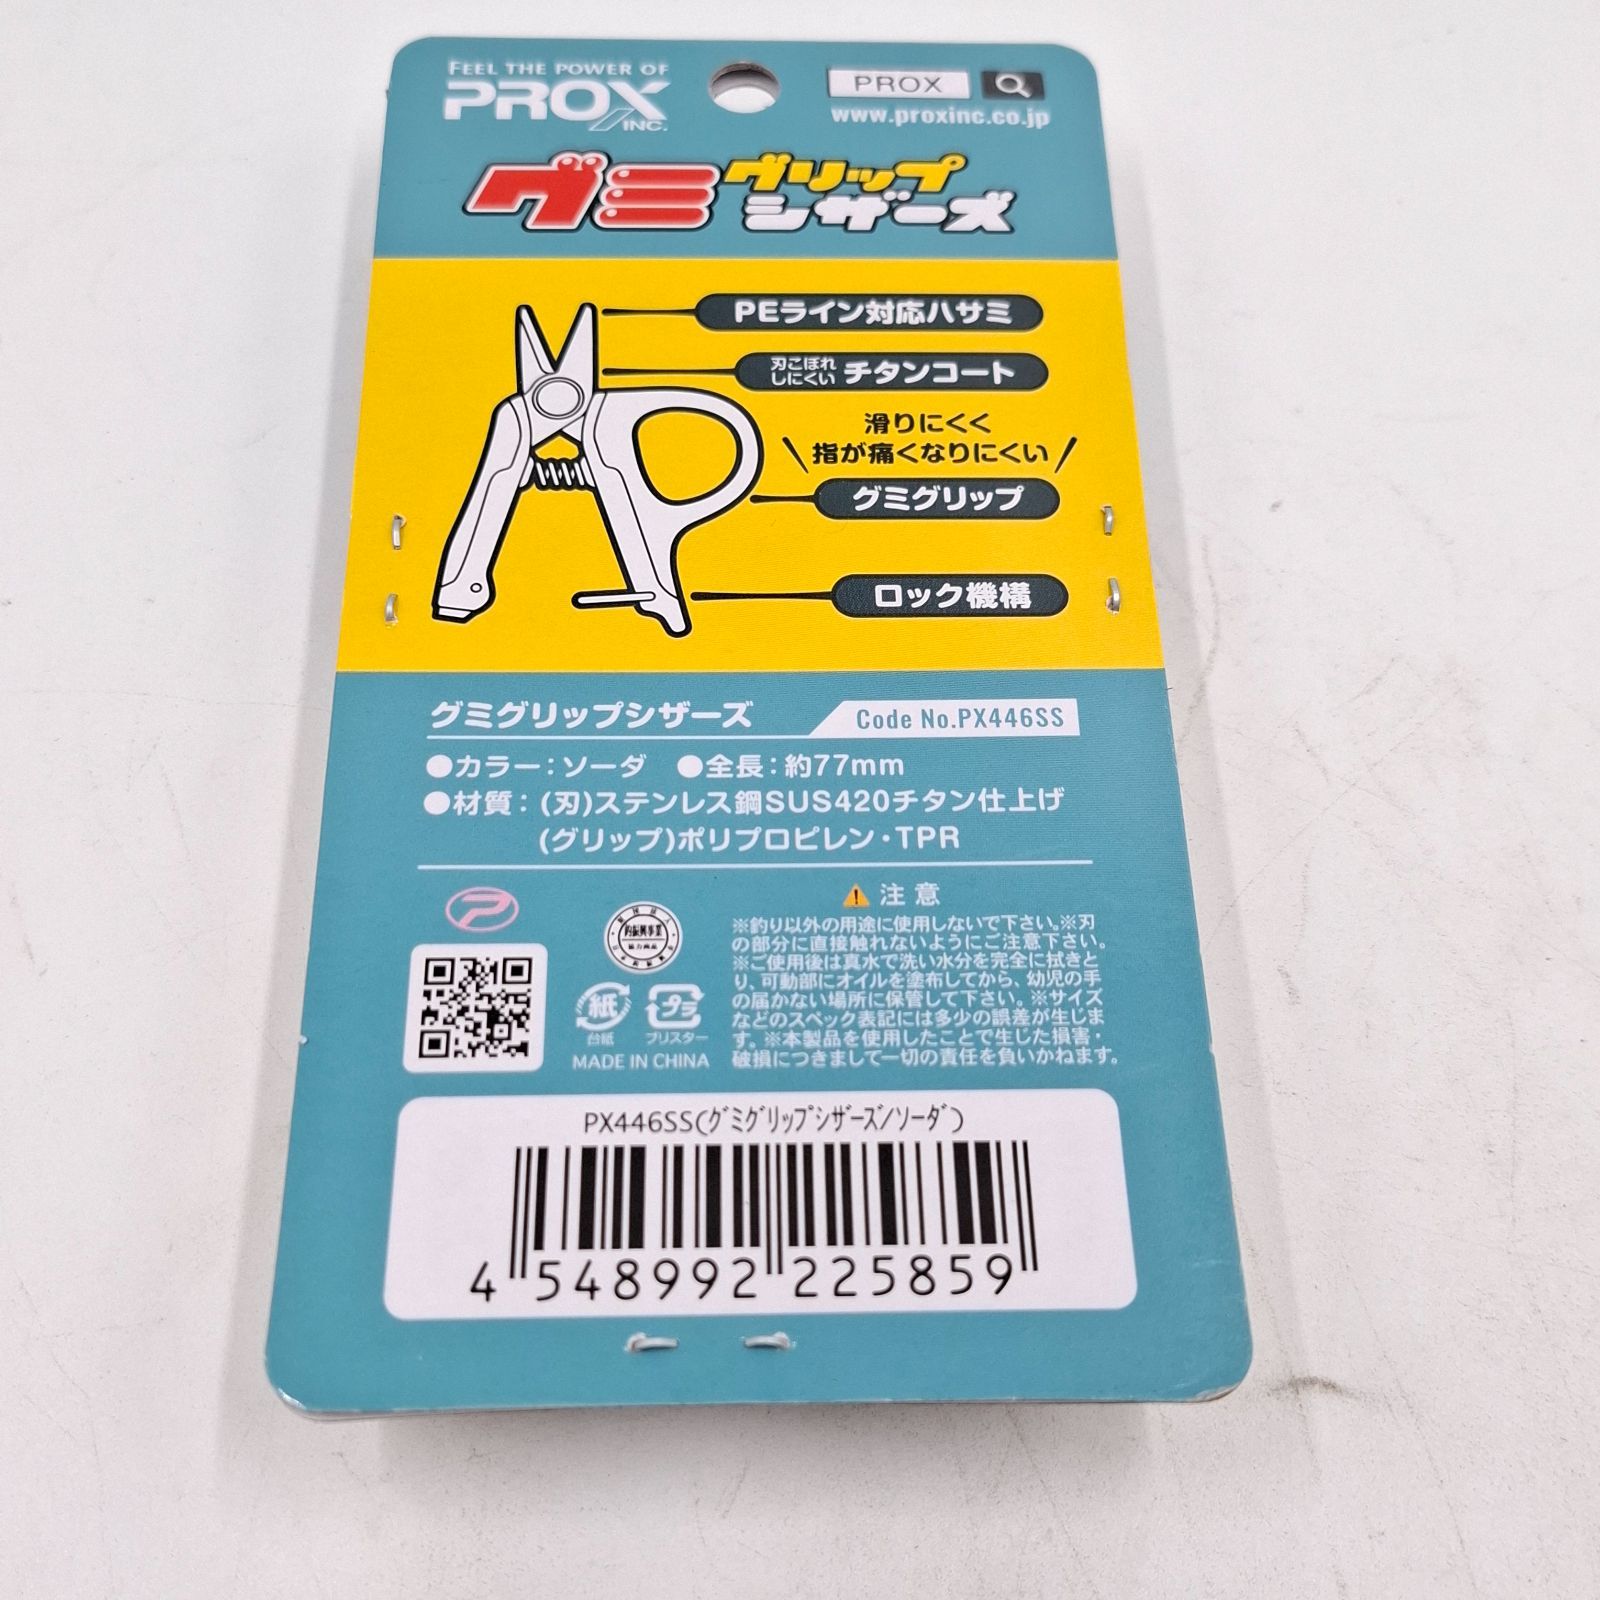 FEEL THE POWER OF
PROX
INC.
PROX
www.proxinc.co.jp
グミグリップ
シザーズ
PEライン対応ハサミ
刃こぼれ
しにくい チタンコート
滑りにくく
指が痛くなりにくい
グミグリップ
ロック機構
グミグリップシザーズ
Code No.PX446SS
●カラー:ソーダ ●全長:約77mm
●材質:(刃)ステンレス鋼SUS420チタン仕上げ
(グリップ)ポリプロピレン・TPR
注意
※釣り以外の用途に使用しないで下さい。※刃
の部分に直接触れないようにご注意下さい。
※ご使用後は真水で洗い水分を完全に拭きと
り、可動部にオイルを塗布してから、幼児の手
の届かない場所に保管して下さい。※サイズ
などのスペック表記には多少の誤差が生じま
す。※本製品を使用したことで生じた損害・
破損につきまして一切の責任を負いかねます。
紙
台紙
プラ
ブリスター
MADE IN CHINA
PX446SS(ｸﾞﾐｸﾞﾘｯﾌﾟｼｻﾞｰｽﾞ/ｿｰﾀﾞ)
4 548992 225859